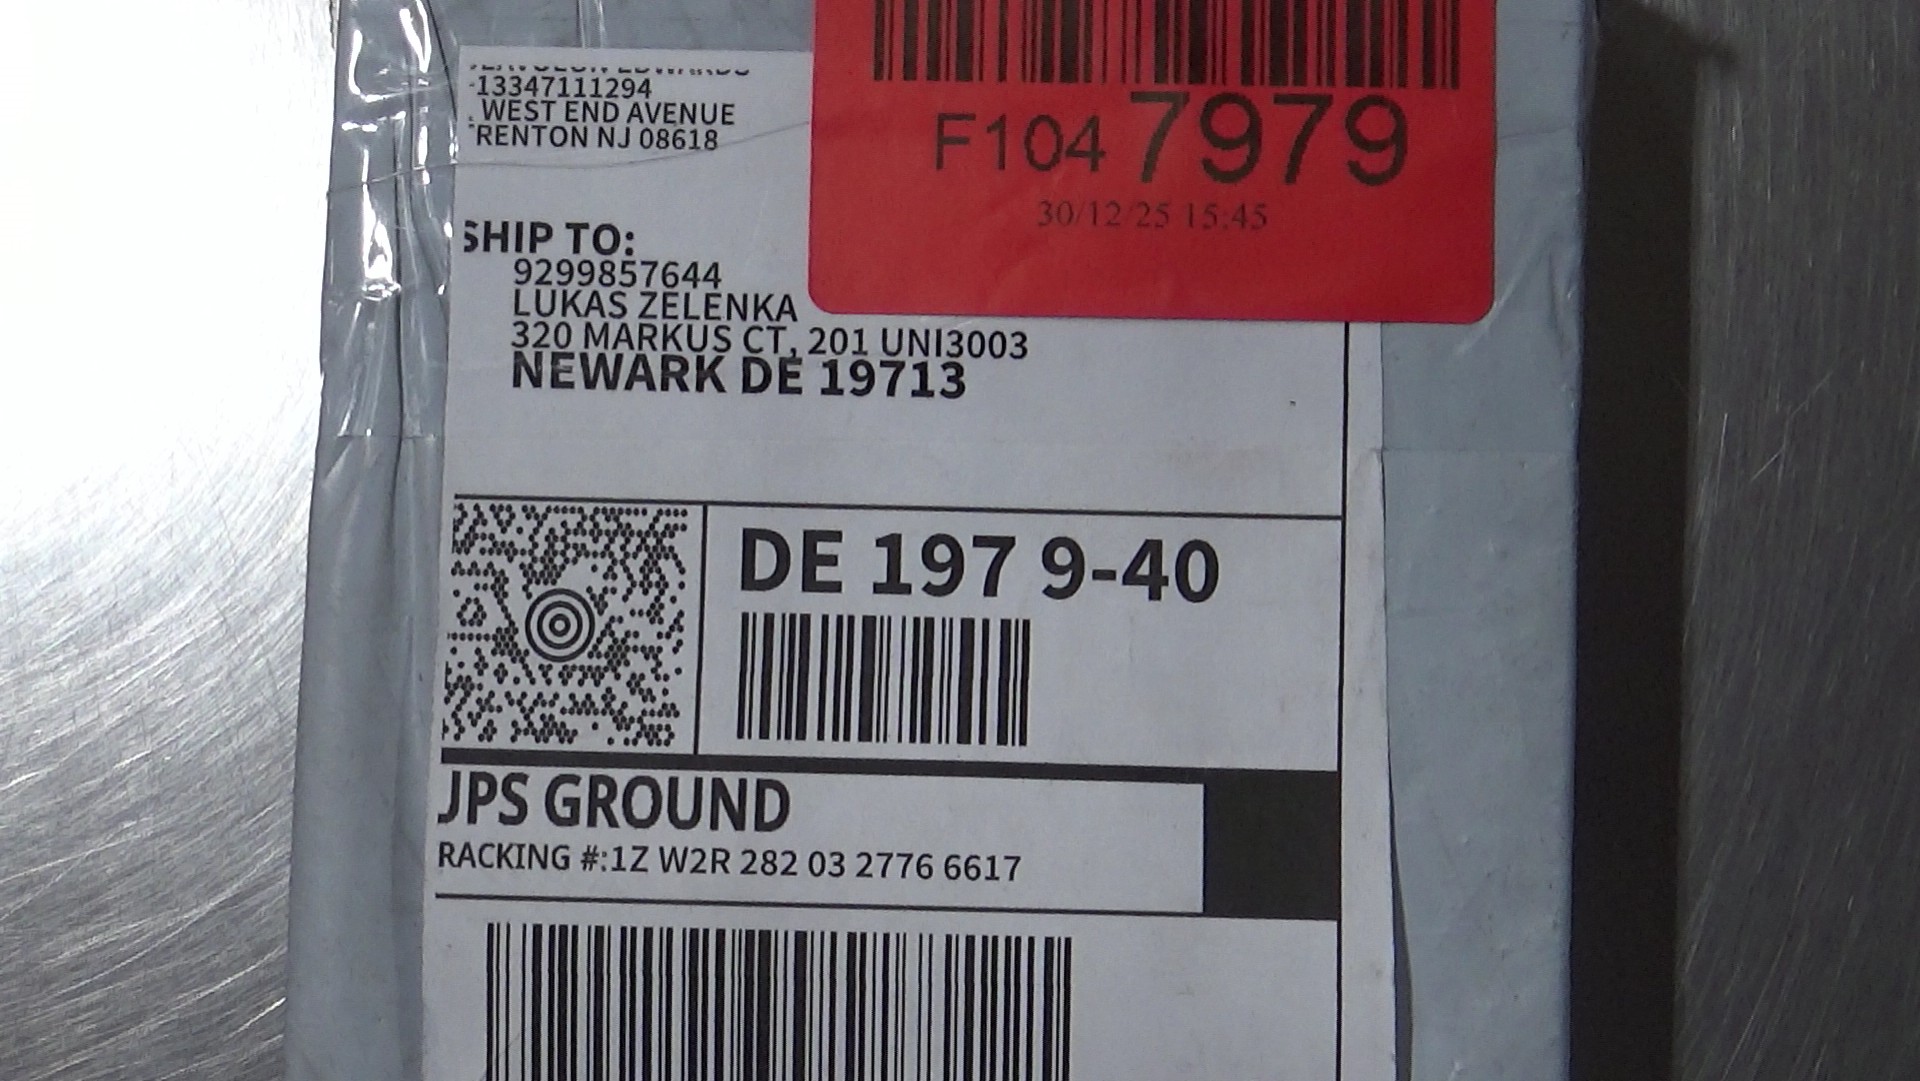 -13347111294
WEST END AVENUE
RENTON NJ 08618
F104 7979
30/12/25 15:45
SHIP TO:
9299857644
LUKAS ZELENKA
320 MARKUS CT, 201 UNI3003
NEWARK DE 19713
DE 197 9-40
JPS GROUND
RACKING #:1Z W2R 282 03 2776 6617